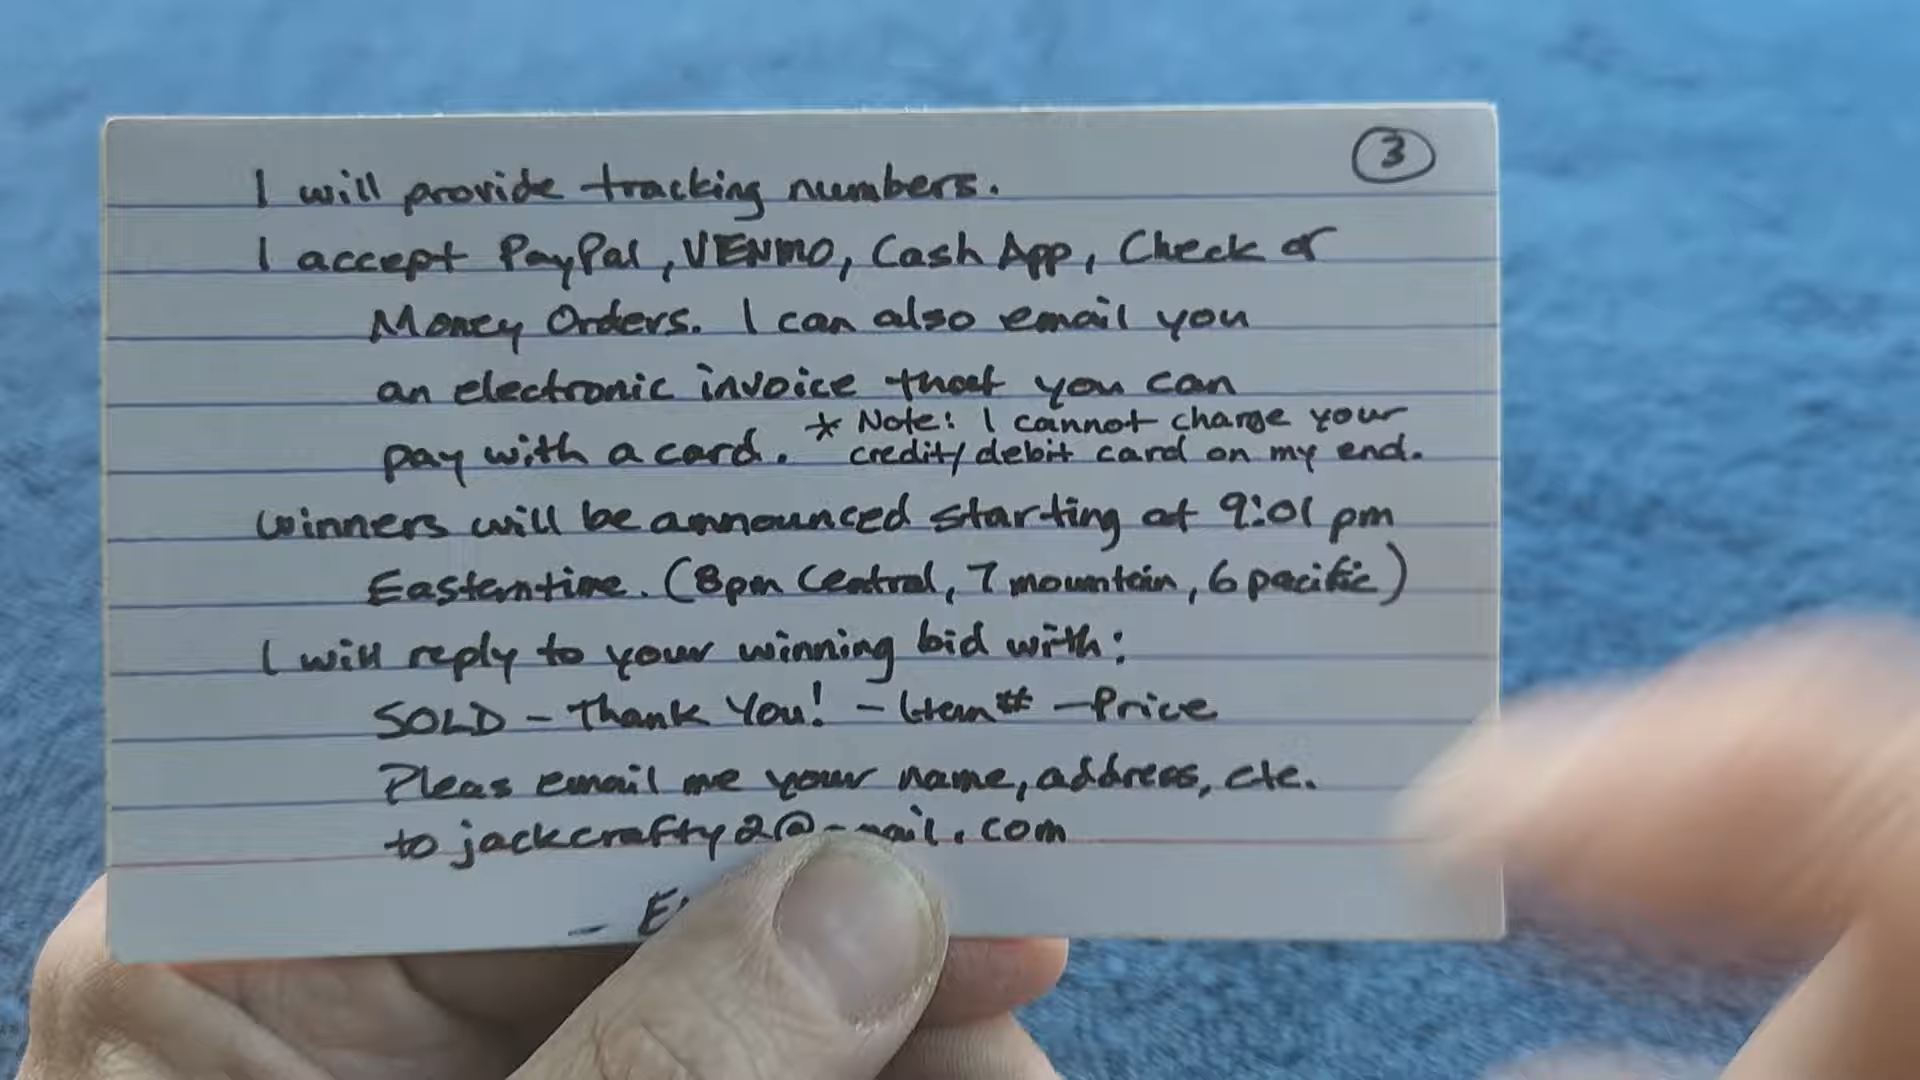 3
I will provide tracking numbers.
I accept PayPal, VENMO, Cash App, Check or
Money Orders. I can also email you
an electronic invoice that you can
pay with a card. * Note: I cannot charge your
credit/debit card on my end.
Winners will be announced starting at 9:01 pm
Eastern time. (8pm Central, 7 mountain, 6 pacific)
I will reply to your winning bid with:
SOLD - Thank You! - Item # - Price
Pleas email me your name, address, etc.
to